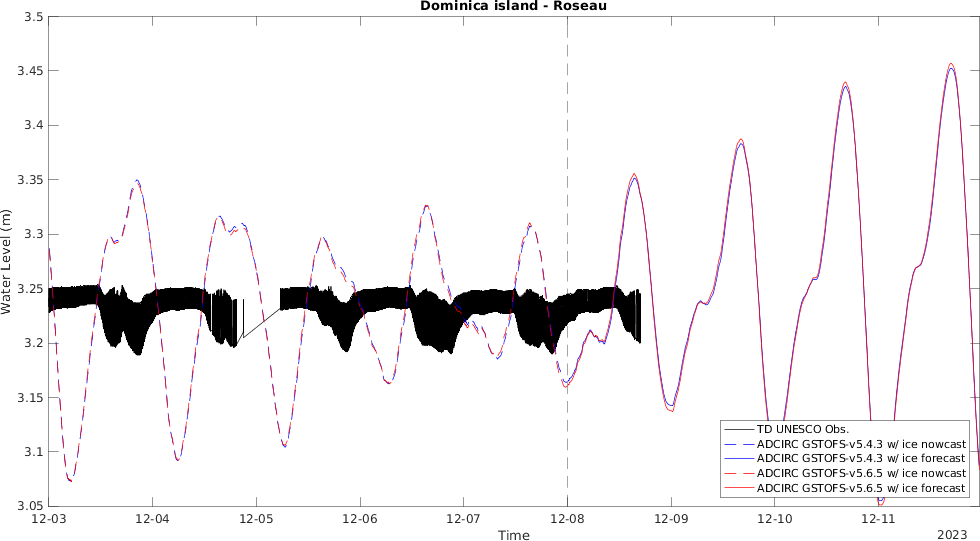 Dominica island - Roseau
3.5
3.45
3.4
3.35
3.3
3.25
3.2
3.15
3.1
3.05
Water Level (m)
12-03 12-04 12-05 12-06 12-07 12-08 12-09 12-10 12-11
Time
2023
TD UNESCO Obs.
ADCIRC GSTOFS-v5.4.3 w/ ice nowcast
ADCIRC GSTOFS-v5.4.3 w/ ice forecast
ADCIRC GSTOFS-v5.6.5 w/ ice nowcast
ADCIRC GSTOFS-v5.6.5 w/ ice forecast